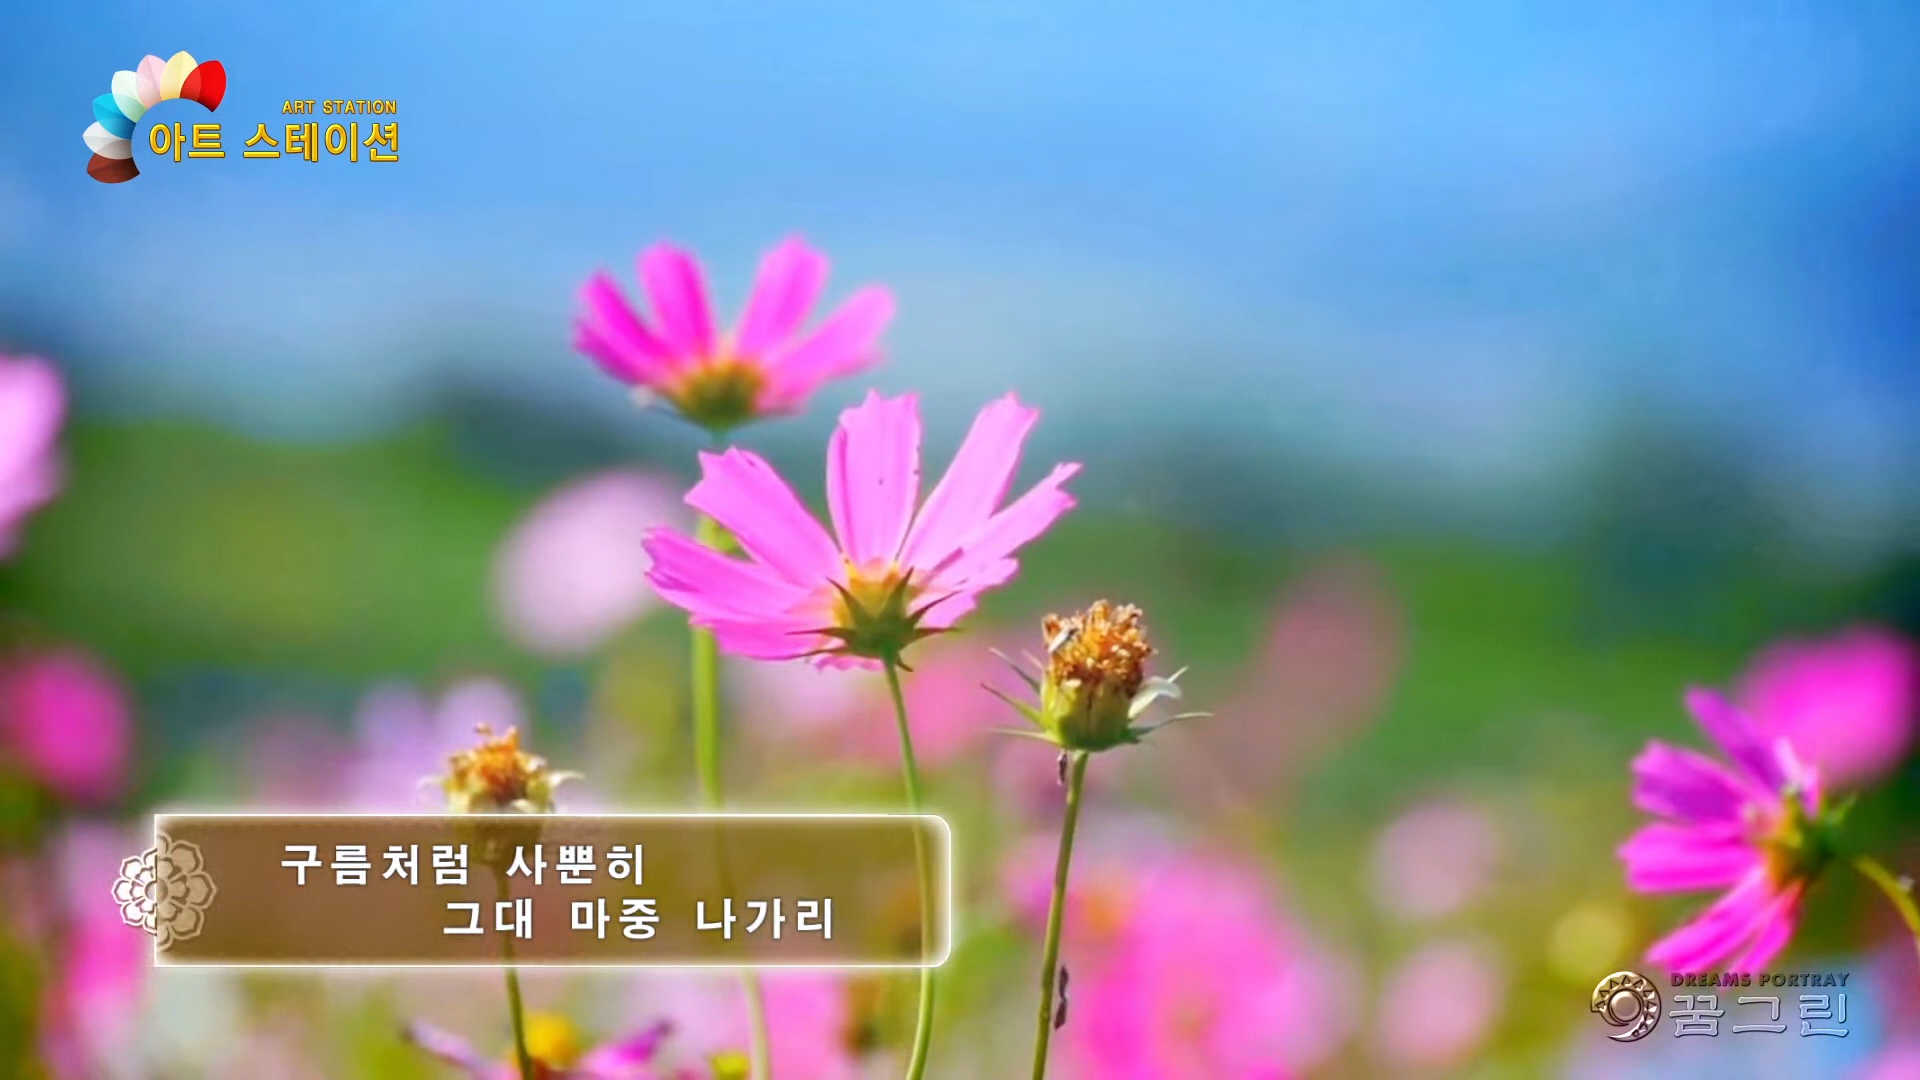 ART STATION
아트 스테이션
구름처럼 사뿐히
그대 마중 나가리
DREAMS PORTRAY
꿈그린